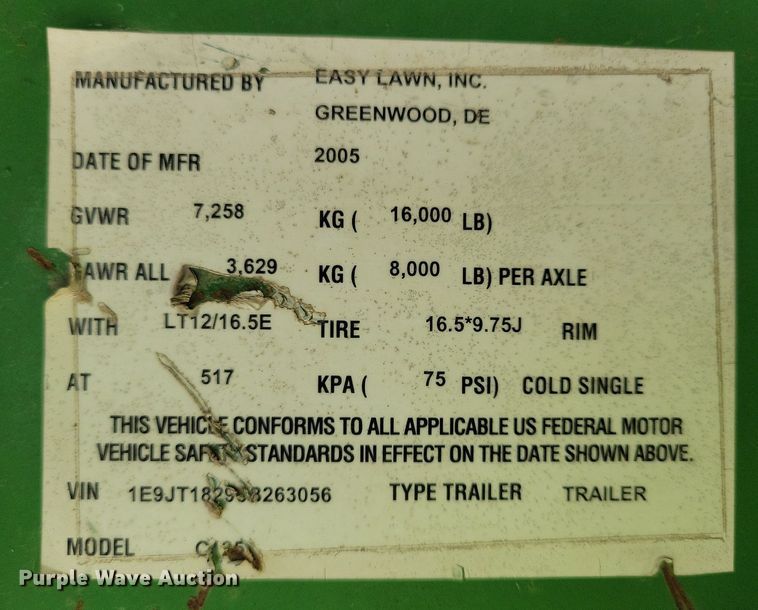 MANUFACTURED BY EASY LAWN, INC.
GREENWOOD, DE
DATE OF MFR 2005
GVWR 7,258 KG ( 16,000 LB)
GAWR ALL 3,629 KG ( 8,000 LB) PER AXLE
WITH LT12/16.5E TIRE 16.5*9.75J RIM
AT 517 KPA ( 75 PSI) COLD SINGLE
THIS VEHICLE CONFORMS TO ALL APPLICABLE US FEDERAL MOTOR
VEHICLE SAFETY STANDARDS IN EFFECT ON THE DATE SHOWN ABOVE.
VIN TYPE TRAILER TRAILER
MODEL
Purple Wave Auction